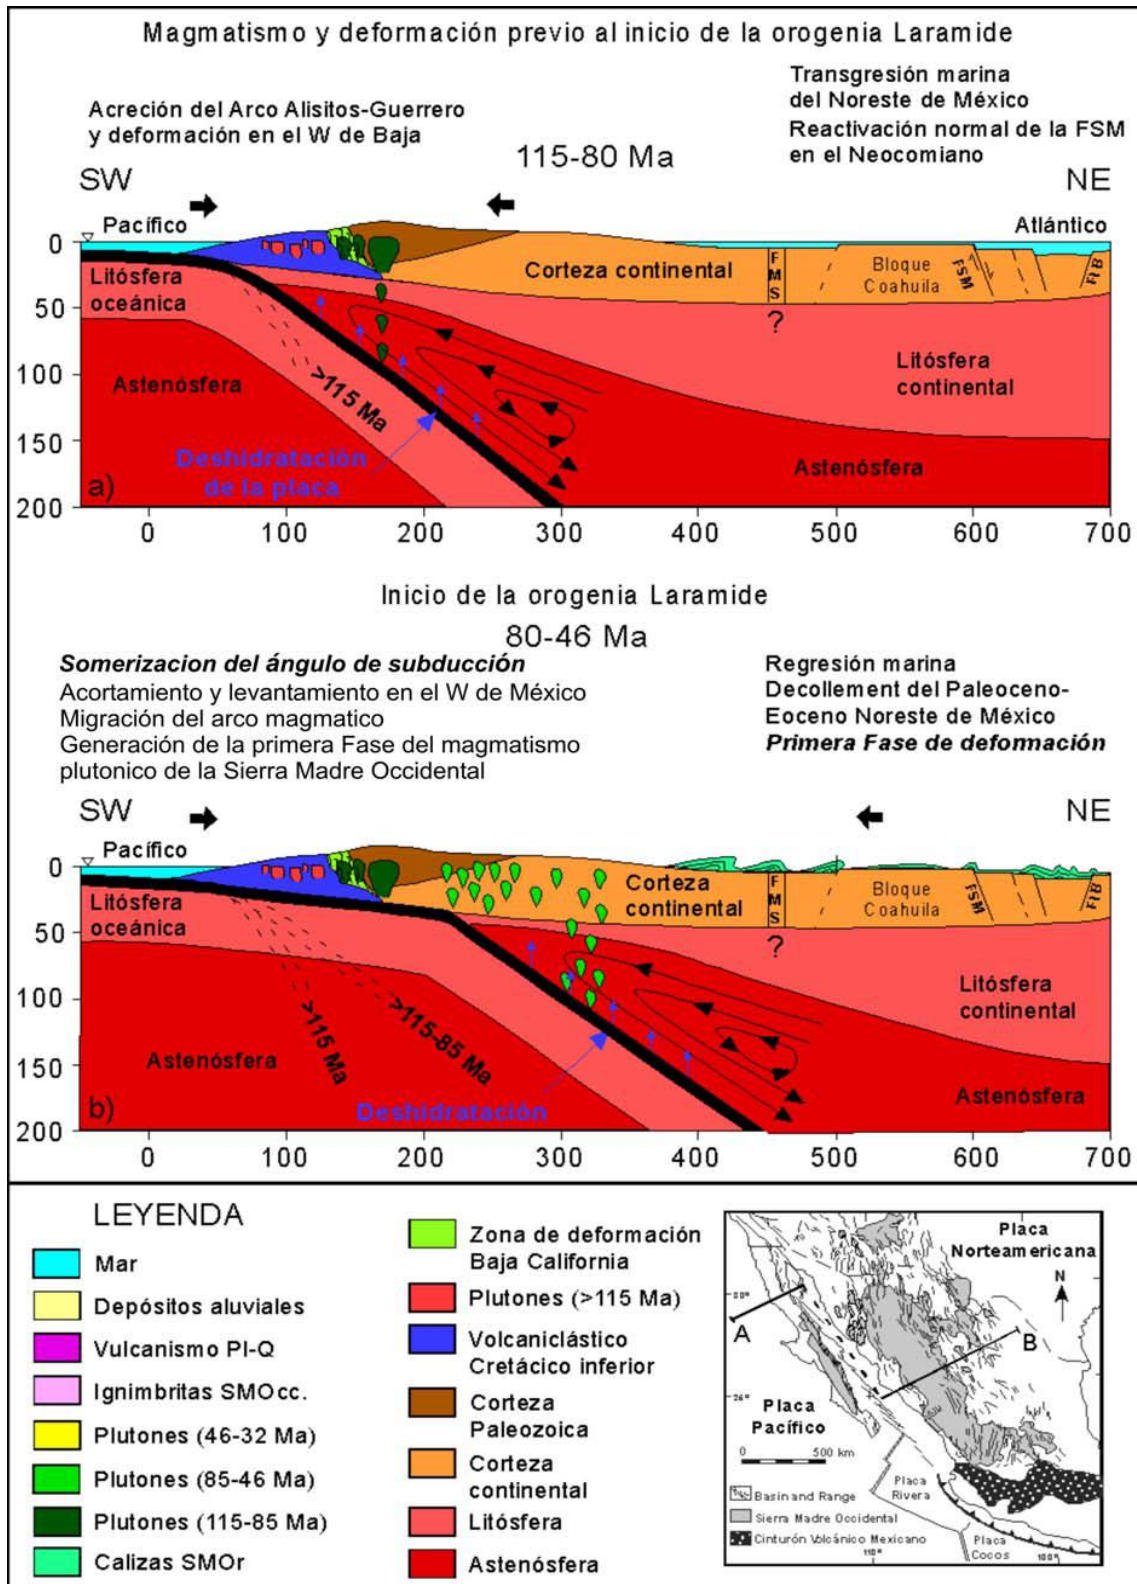 Magmatismo y deformación previo al inicio de la orogenia Laramide
Acreción del Arco Alisitos-Guerrero
y deformación en el W de Baja
115-80 Ma
Transgresión marina
del Noreste de México
Reactivación normal de la FSM
en el Neocomiano
SW
NE
Pacífico
Atlántico
0
50
100
150
200
Litósfera
oceánica
Astenósfera
>115 Ma
Deshidratación
de la placa
a)
Corteza continental
FMS
?
Bloque
Coahuila
FSM
FLB
Litósfera
continental
Astenósfera
0
100
200
300
400
500
600
700
Inicio de la orogenia Laramide
80-46 Ma
Somerizacion del ángulo de subducción
Acortamiento y levantamiento en el W de México
Migración del arco magmatico
Generación de la primera Fase del magmatismo
plutonico de la Sierra Madre Occidental
Regresión marina
Decollement del Paleoceno-
Eoceno Noreste de México
Primera Fase de deformación
SW
NE
Pacífico
0
50
100
150
200
Litósfera
oceánica
Astenósfera
>115 Ma
>115-85 Ma
Deshidratación
b)
Corteza
continental
FMS
?
Bloque
Coahuila
FSM
FLB
Litósfera
continental
Astenósfera
0
100
200
300
400
500
600
700
LEYENDA
Mar
Depósitos aluviales
Vulcanismo Pl-Q
Ignimbritas SMOcc.
Plutones (46-32 Ma)
Plutones (85-46 Ma)
Plutones (115-85 Ma)
Calizas SMOr
Zona de deformación
Baja California
Plutones (>115 Ma)
Volcaniclástico
Cretácico inferior
Corteza
Paleozoica
Corteza
continental
Litósfera
Astenósfera
Placa
Norteamericana
N
30°
A
B
26°
Placa
Pacífico
0 500 km
Placa
Rivera
Basin and Range
Sierra Madre Occidental
Cinturón Volcánico Mexicano
Placa
Cocos
110°
100°